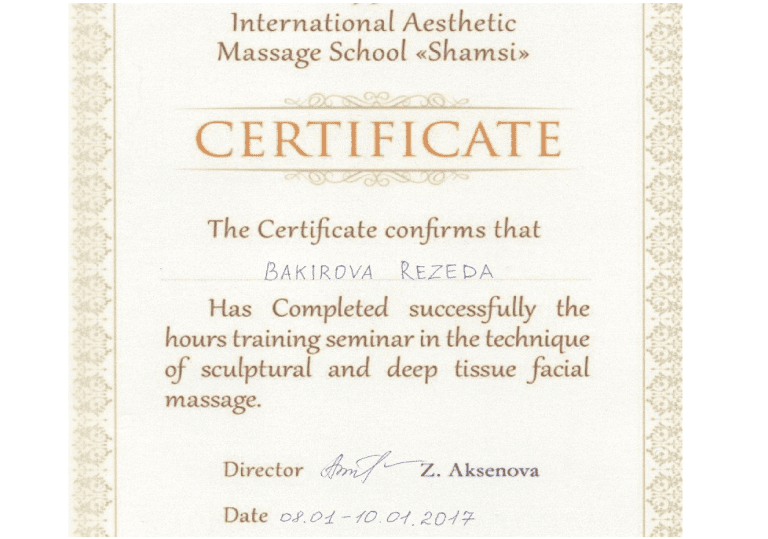 International Aesthetic
Massage School «Shamsi»
CERTIFICATE
The Certificate confirms that
BAKIROVA REZEDA
Has Completed successfully the
hours training seminar in the technique
of sculptural and deep tissue facial
massage.
Director Z. Aksenova
Date 08.01-10.01.2017